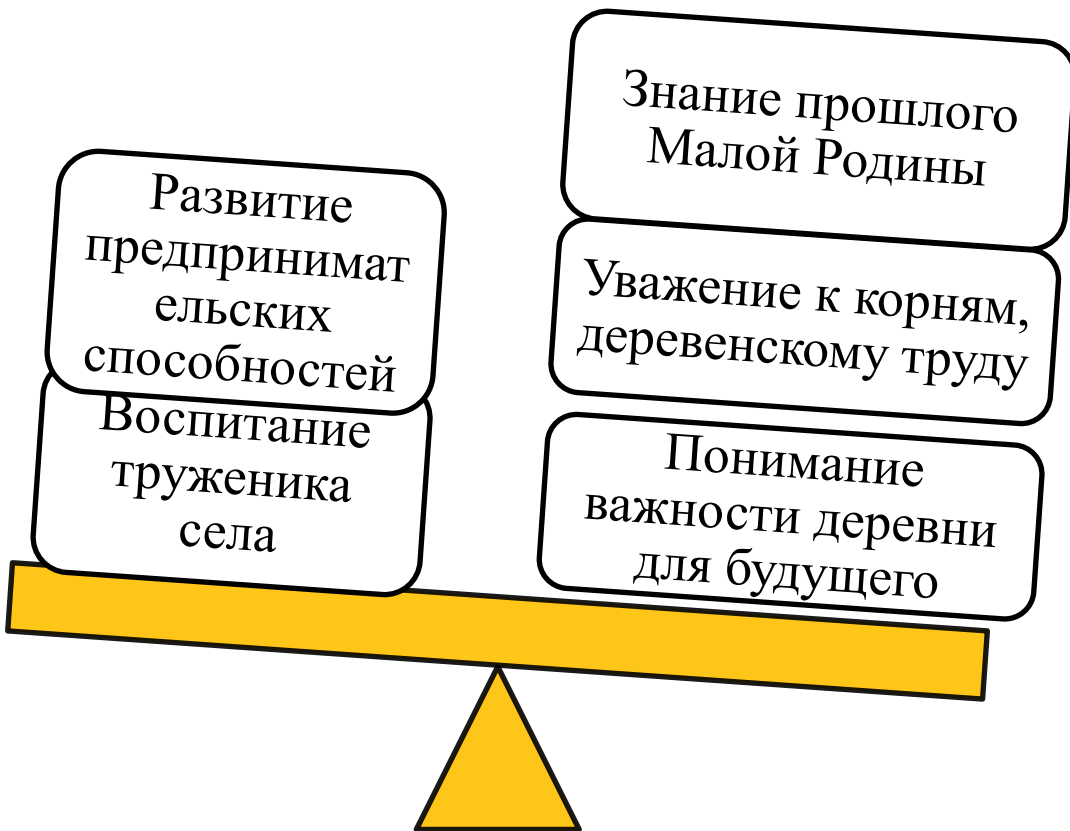 Развитие
предпринимат
ельских
способностей
Воспитание
труженика
села
Знание прошлого
Малой Родины
Уважение к корням,
деревенскому труду
Понимание
важности деревни
для будущего